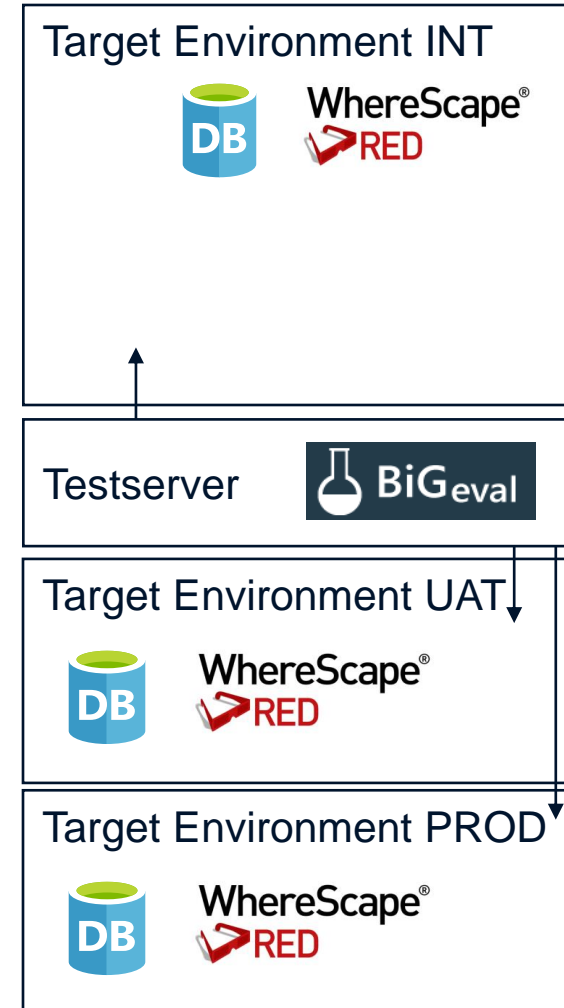 Target Environment INT
DB
WhereScape®
RED
Testserver
BiGeval
Target Environment UAT
DB
WhereScape®
RED
Target Environment PROD
DB
WhereScape®
RED